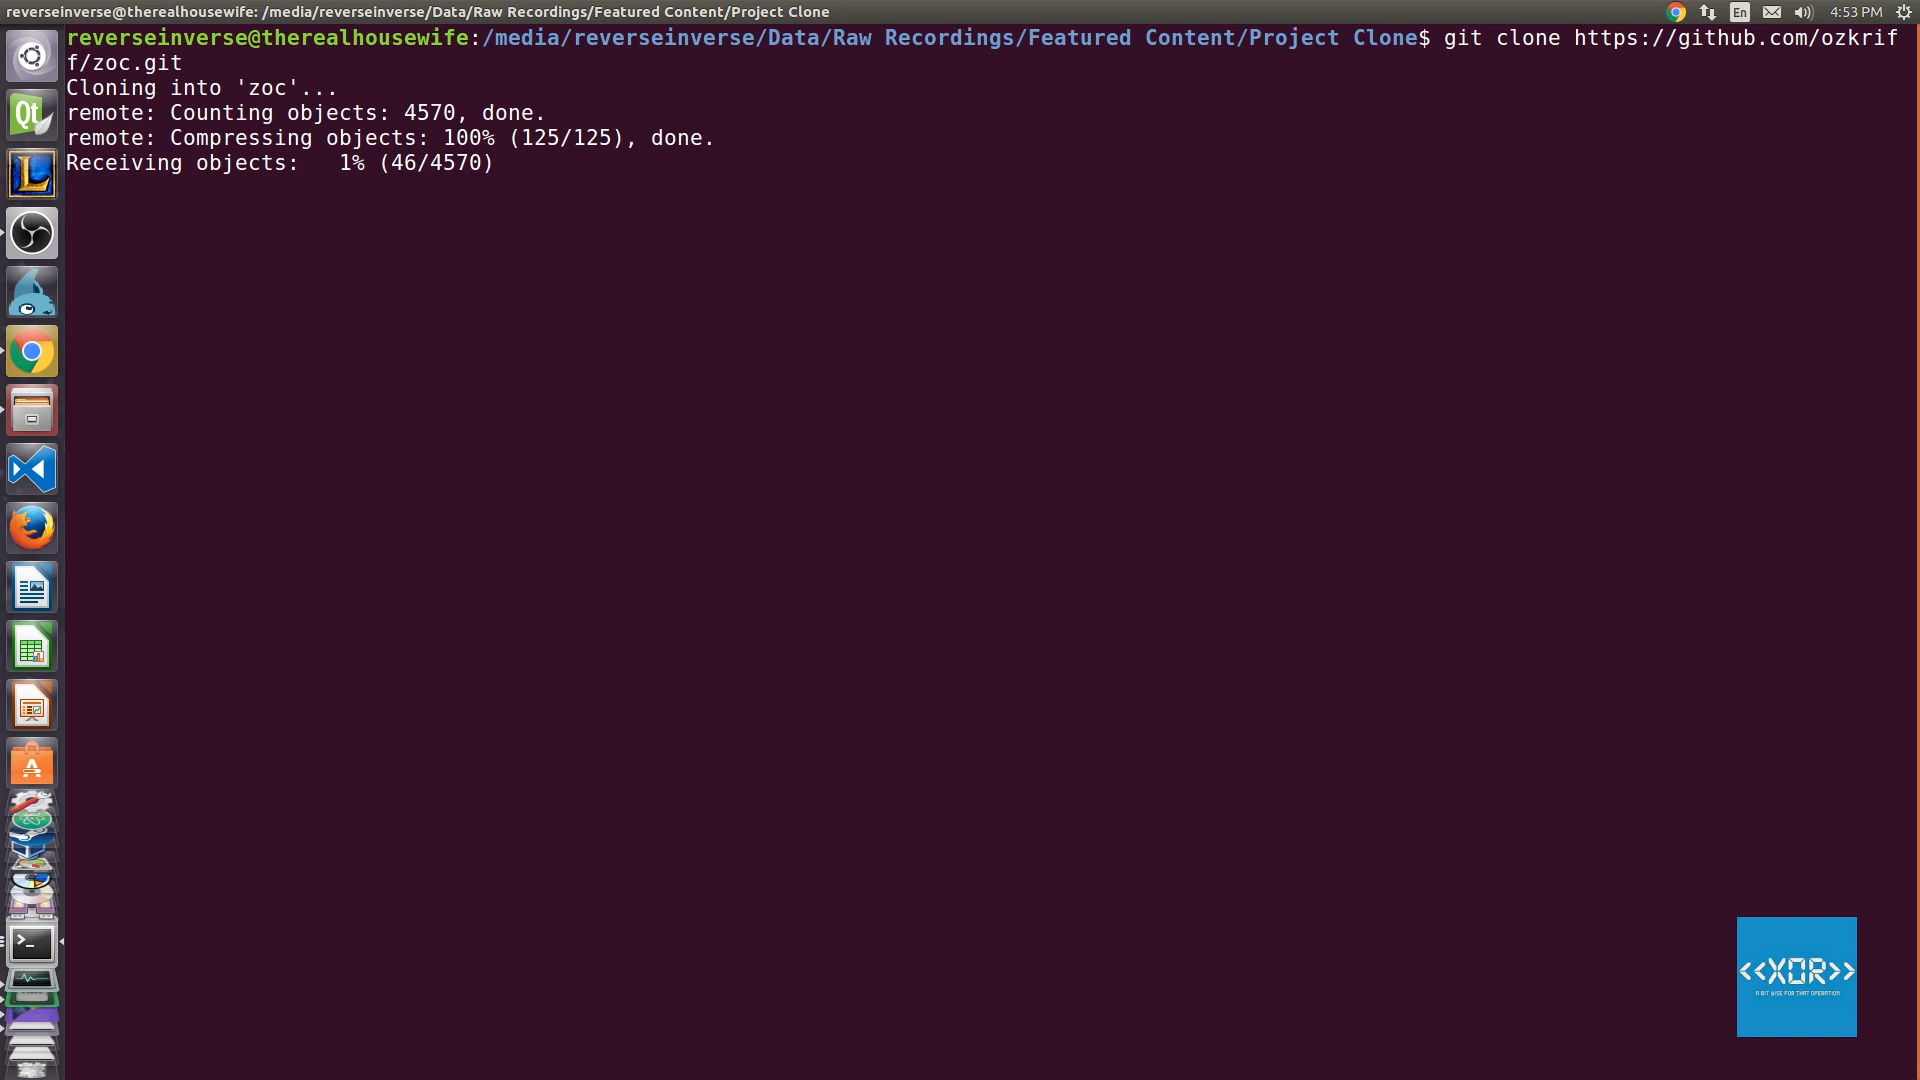 reverseinverse@therealhousewife: /media/reverseinverse/Data/Raw Recordings/Featured Content/Project Clone
En
4:53 PM
reverseinverse@therealhousewife:/media/reverseinverse/Data/Raw Recordings/Featured Content/Project Clone$ git clone https://github.com/ozkrif
f/zoc.git
Cloning into 'zoc'...
remote: Counting objects: 4570, done.
remote: Compressing objects: 100% (125/125), done.
Receiving objects:   1% (46/4570)
Qt
L
A
>_
<<XOR>>
A BIT WISE FOR THAT OPERATION